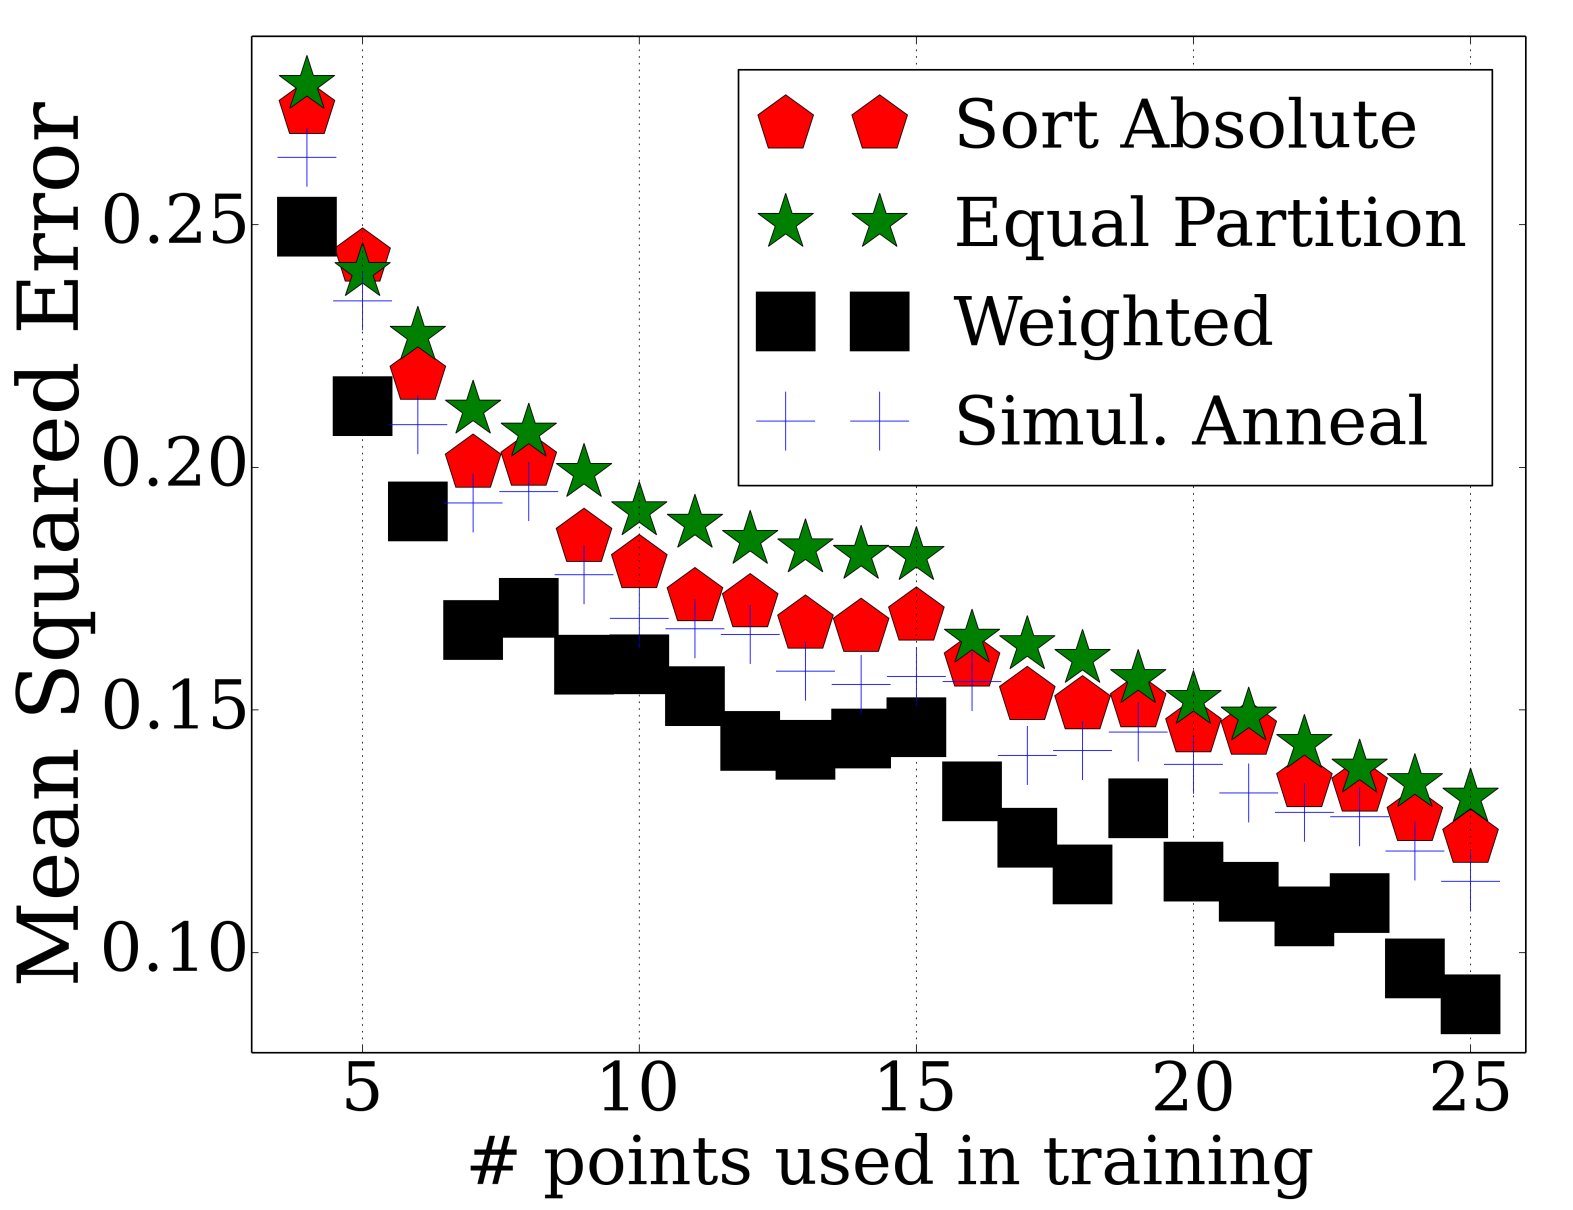 Mean Squared Error
0.25
0.20
0.15
0.10
Sort Absolute
Equal Partition
Weighted
Simul. Anneal
5 10 15 20 25
# points used in training